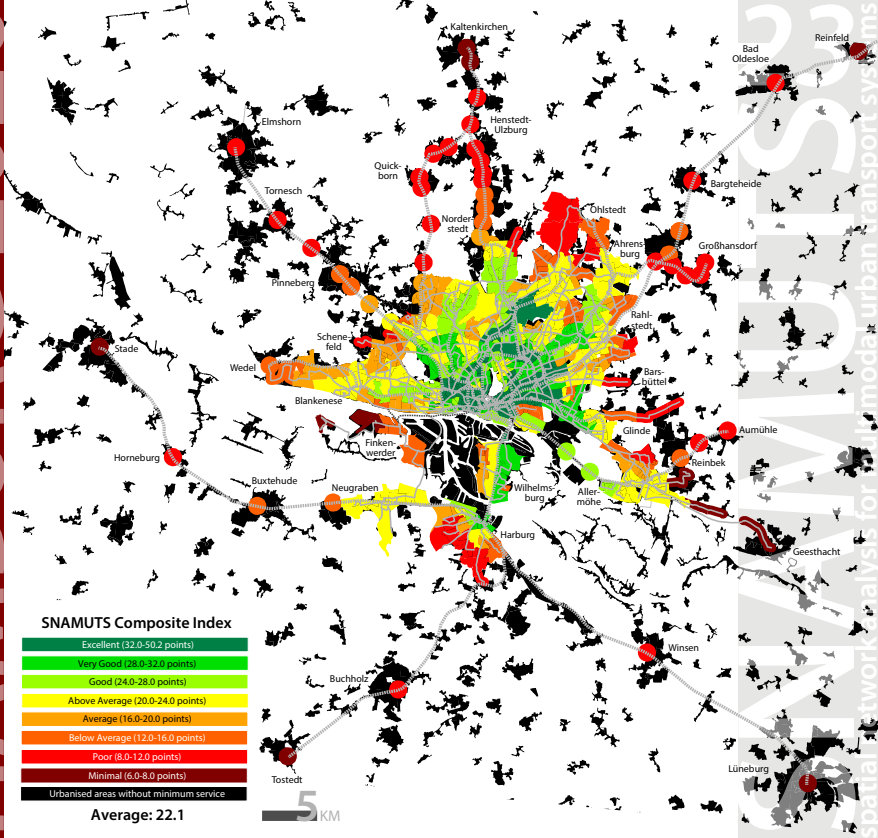 23
Kaltenkirchen
Reinfeld
Bad
Oldesloe
Elmshorn
Henstedt-
Ulzburg
Quick-
born
Bargteheide
Tornesch
Norder-
stedt
Ohlstedt
Ahrens-
burg
Großhansdorf
Pinneberg
Rahl-
stedt
Schene-
feld
Stade
Wedel
Bars-
büttel
Blankenese
Glinde
Aumühle
Finken-
werder
Horneburg
Reinbek
Buxtehude
Neugraben
Wilhelms-
burg
Aller-
möhe
Harburg
Geesthacht
SNAMUTS Composite Index
Excellent (32.0-50.2 points)
Very Good (28.0-32.0 points)
Good (24.0-28.0 points)
Above Average (20.0-24.0 points)
Average (16.0-20.0 points)
Below Average (12.0-16.0 points)
Poor (8.0-12.0 points)
Minimal (6.0-8.0 points)
Urbanised areas without minimum service
Average: 22.1
Winsen
Buchholz
Lüneburg
Tostedt
5 KM
SNAMUTS
spatial network analysis for multimodal urban transport systems